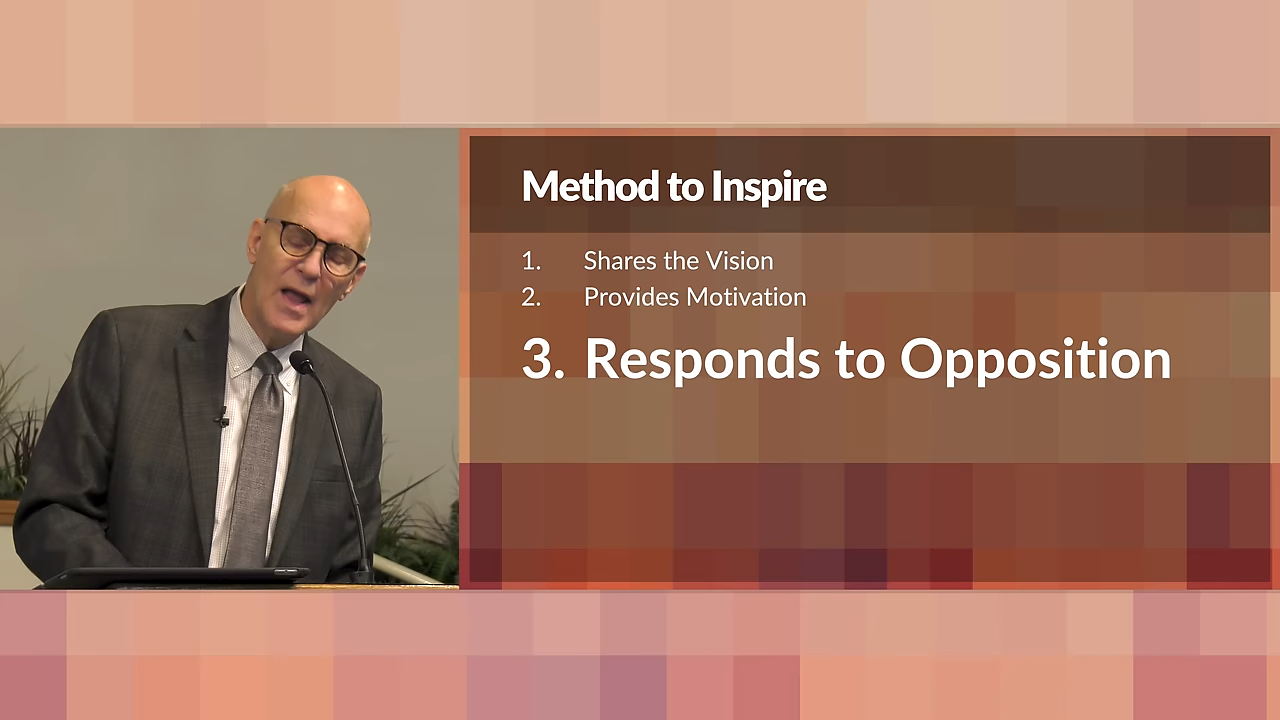 Method to Inspire
1. Shares the Vision
2. Provides Motivation
3. Responds to Opposition